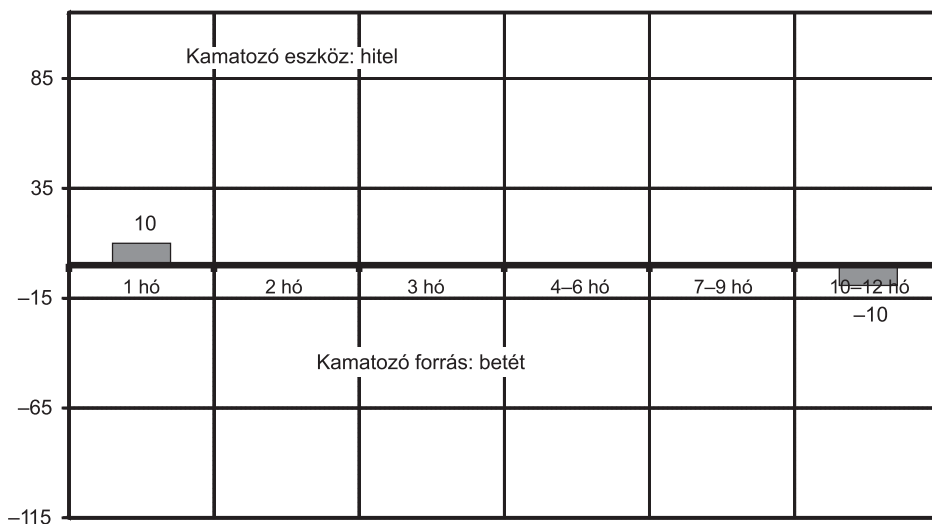 Kamatozó eszköz: hitel
85
35
10
1 hó
2 hó
3 hó
4–6 hó
7–9 hó
10–12 hó
–15
–10
Kamatozó forrás: betét
–65
–115